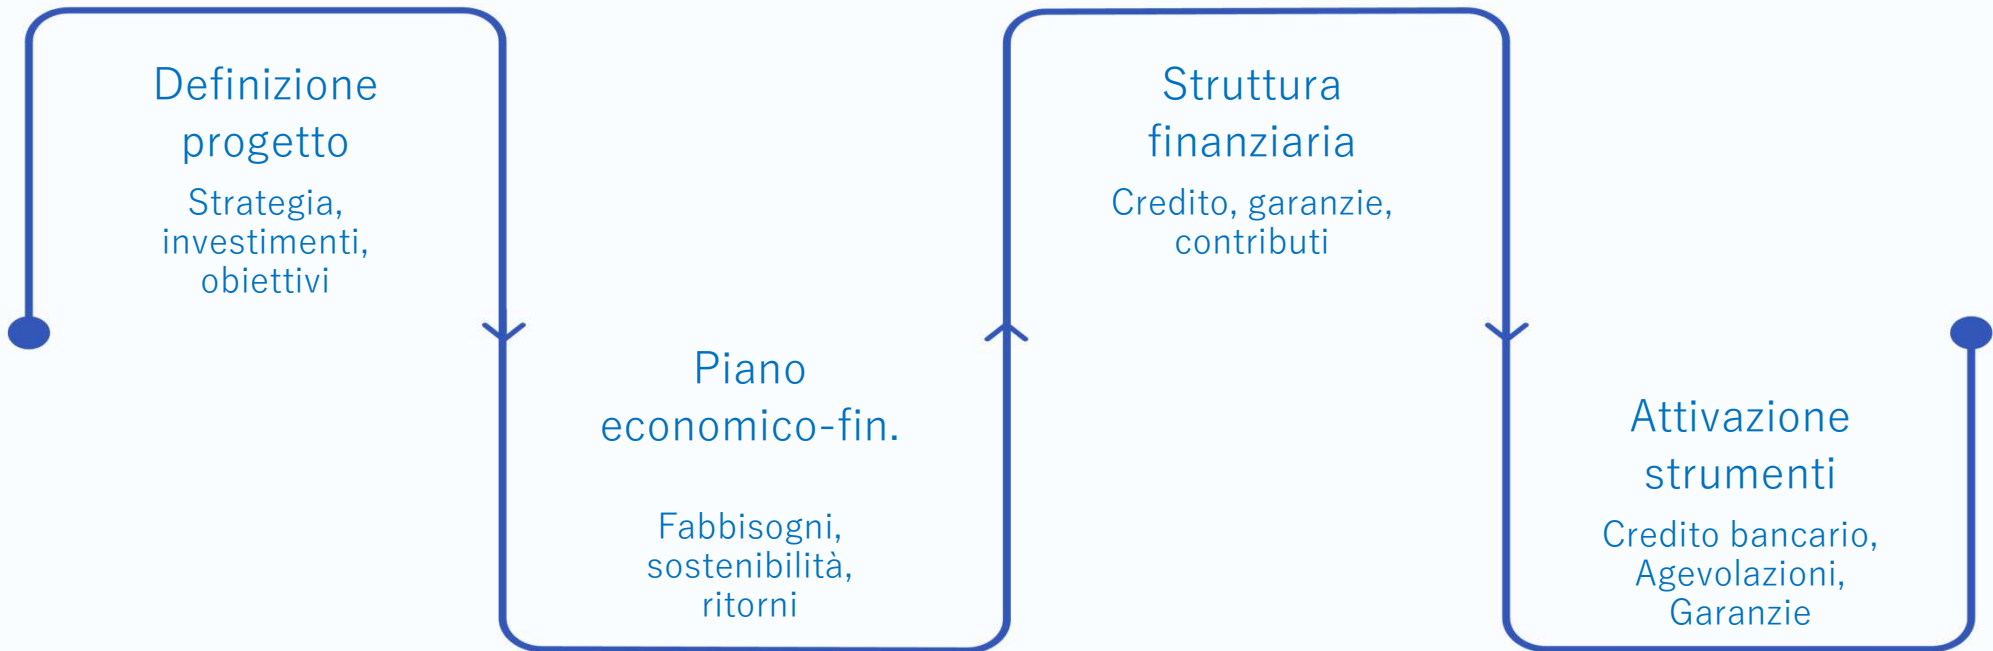 Definizione
progetto
Strategia,
investimenti,
obiettivi
Piano
economico-fin.
Fabbisogni,
sostenibilità,
ritorni
Struttura
finanziaria
Credito, garanzie,
contributi
Attivazione
strumenti
Credito bancario,
Agevolazioni,
Garanzie